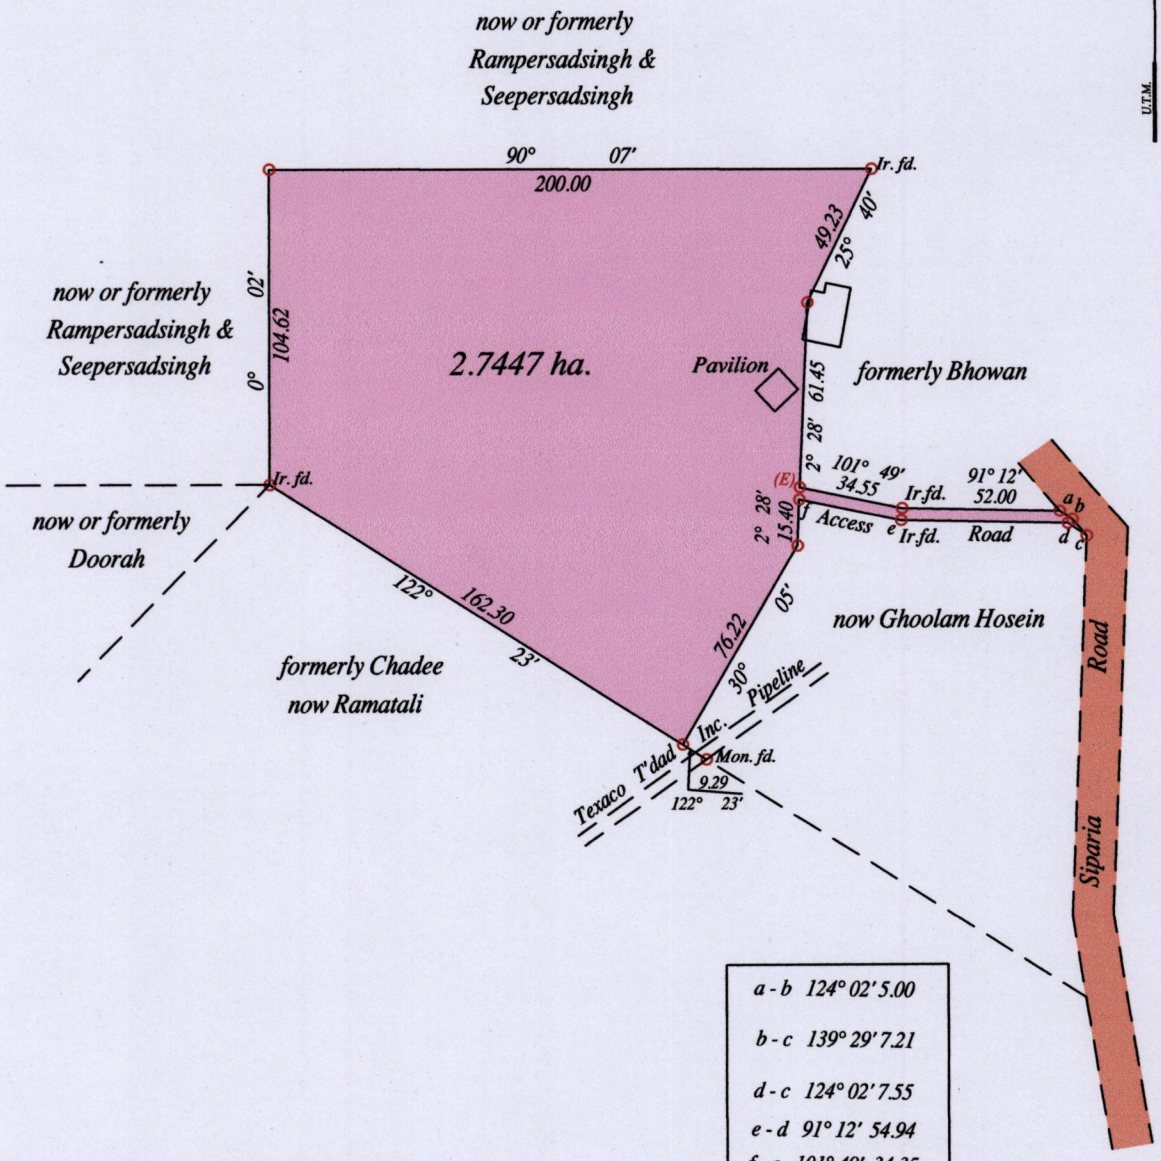 now or formerly
Rampersadsingh &
Seepersadsingh
U.T.M.
90° 07'
200.00
Ir. fd.
49.23
25° 40'
now or formerly
Rampersadsingh &
Seepersadsingh
0° 02'
104.62
2.7447 ha.
Pavilion
formerly Bhowan
2° 28' 61.45
Ir. fd.
(E)
101° 49'
34.55
Ir.fd.
91° 12'
52.00
a
b
c
d
e
f
Ir.fd.
Access Road
2° 28'
15.40
now or formerly
Doorah
122° 23'
162.30
76.22
30° 05'
now Ghoolam Hosein
formerly Chadee
now Ramatali
Texaco T'dad Inc. Pipeline
Mon. fd.
9.29
122° 23'
Siparia Road
a - b 124° 02' 5.00
b - c 139° 29' 7.21
d - c 124° 02' 7.55
e - d 91° 12' 54.94